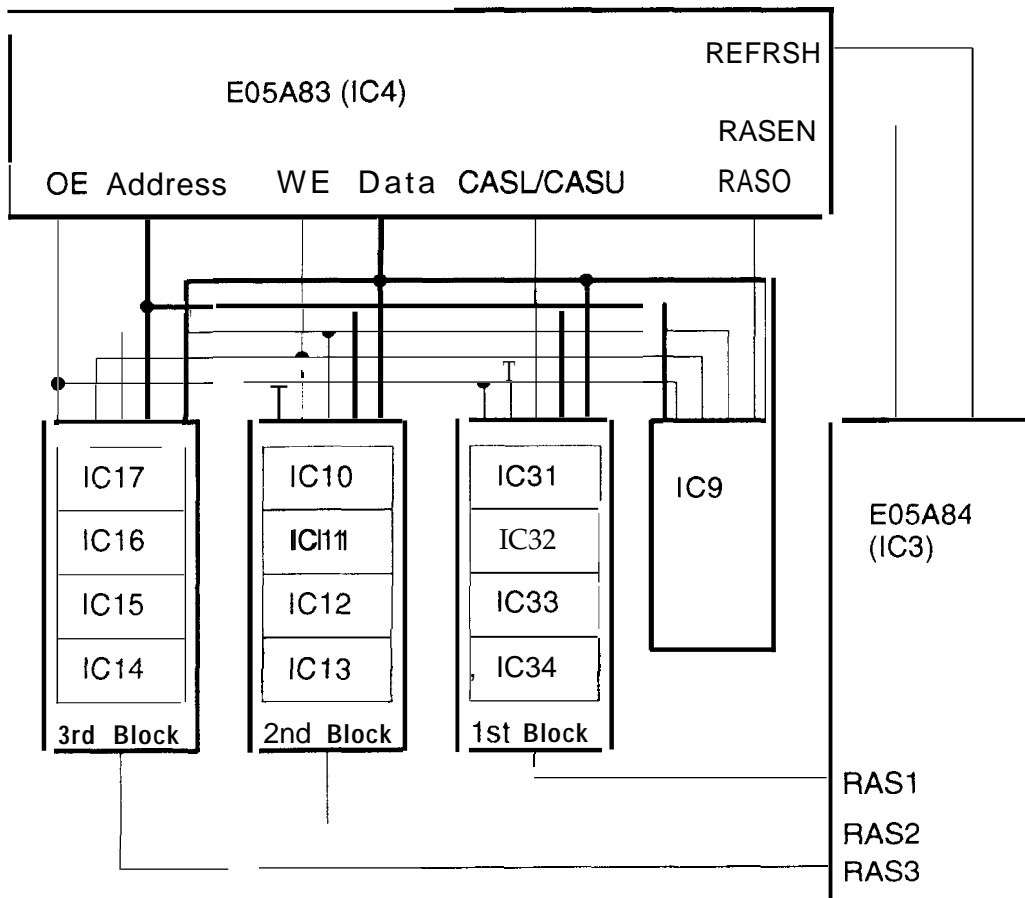 REFRSH
E05A83 (IC4)
RASEN
OE Address WE Data CASL/CASU RASO
IC17 IC10 IC31 IC9
IC16 IC32 E05A84
(IC3)
IC15 IC12 IC33
IC14 IC13 IC34
3rd Block 2nd Block 1st Block
RAS1
RAS2
RAS3